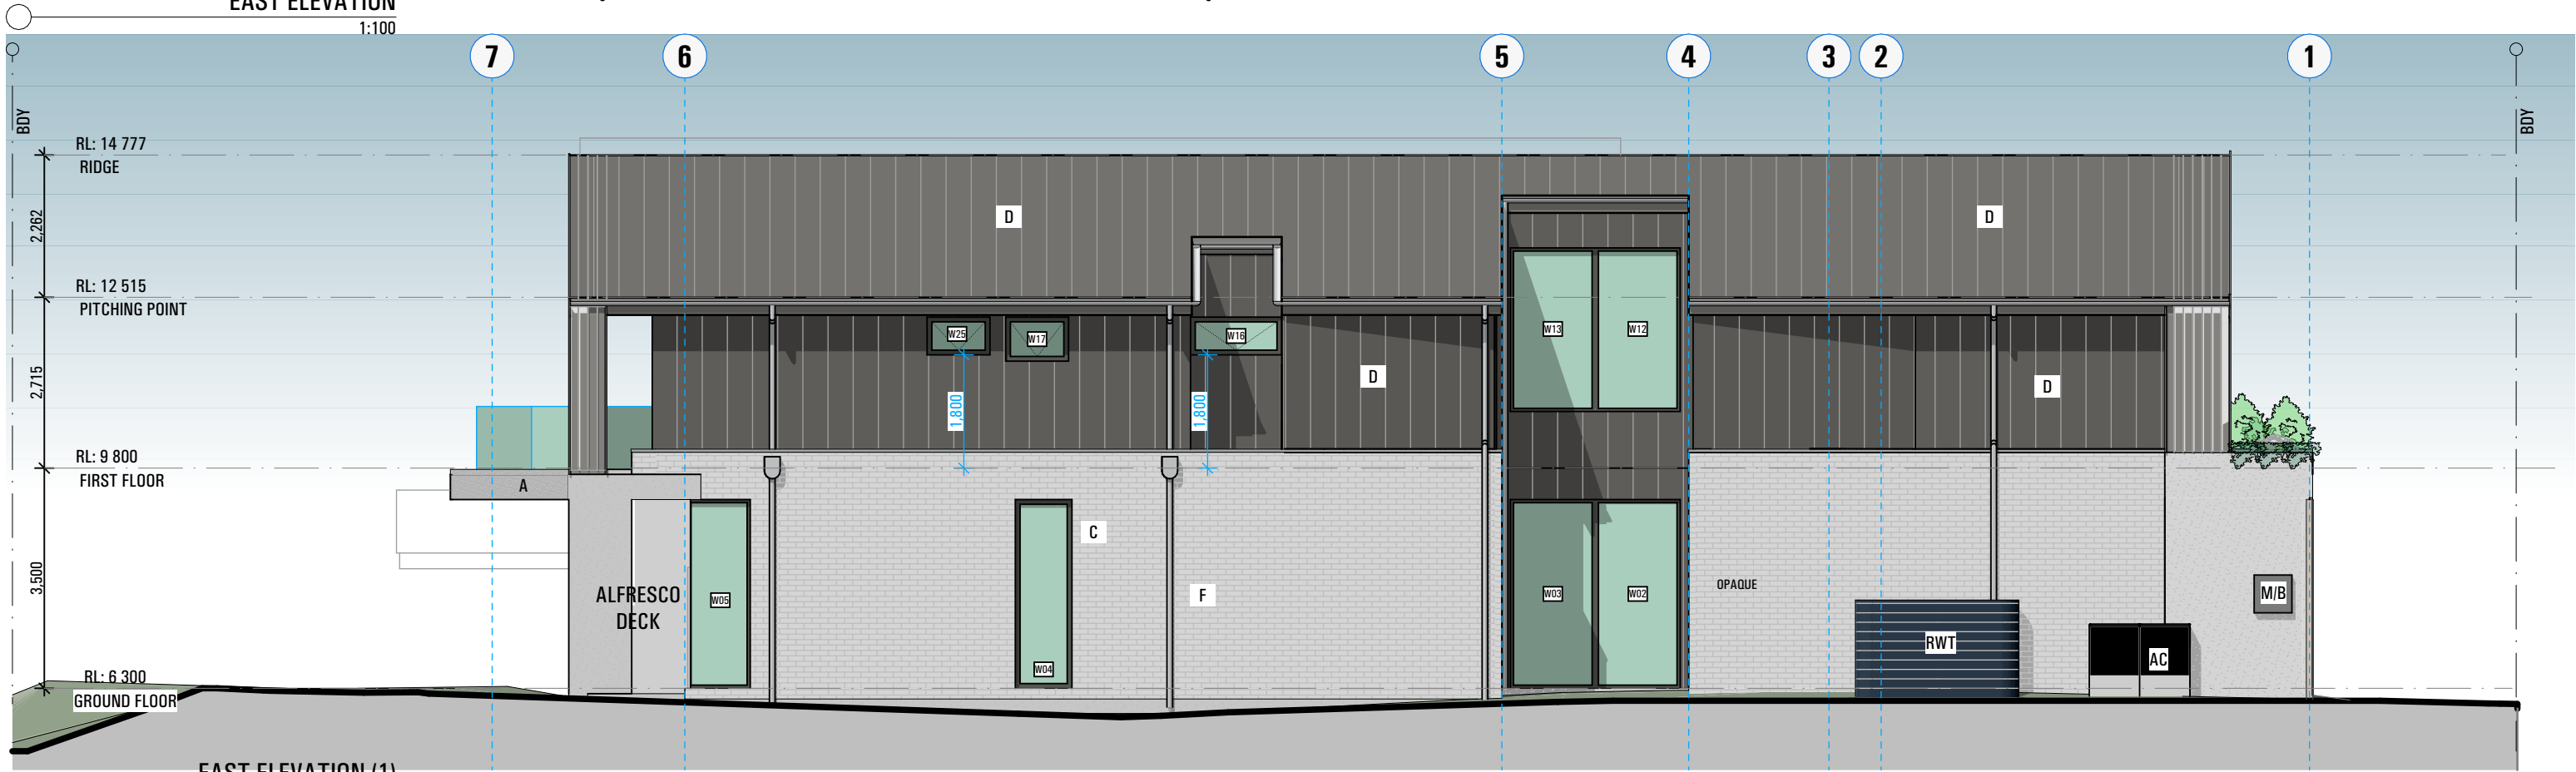 EAST ELEVATION
1:100
7
6
5
4
3
2
1
BDY
BDY
RL: 14 777
RIDGE
2,262
D
D
RL: 12 515
PITCHING POINT
W25
W17
W16
W13
W12
2,715
D
D
1,800
1,800
RL: 9 800
FIRST FLOOR
A
C
3,500
ALFRESCO
DECK
W05
W04
F
W03
W02
OPAQUE
RWT
AC
M/B
RL: 6 300
GROUND FLOOR
EAST ELEVATION (1)